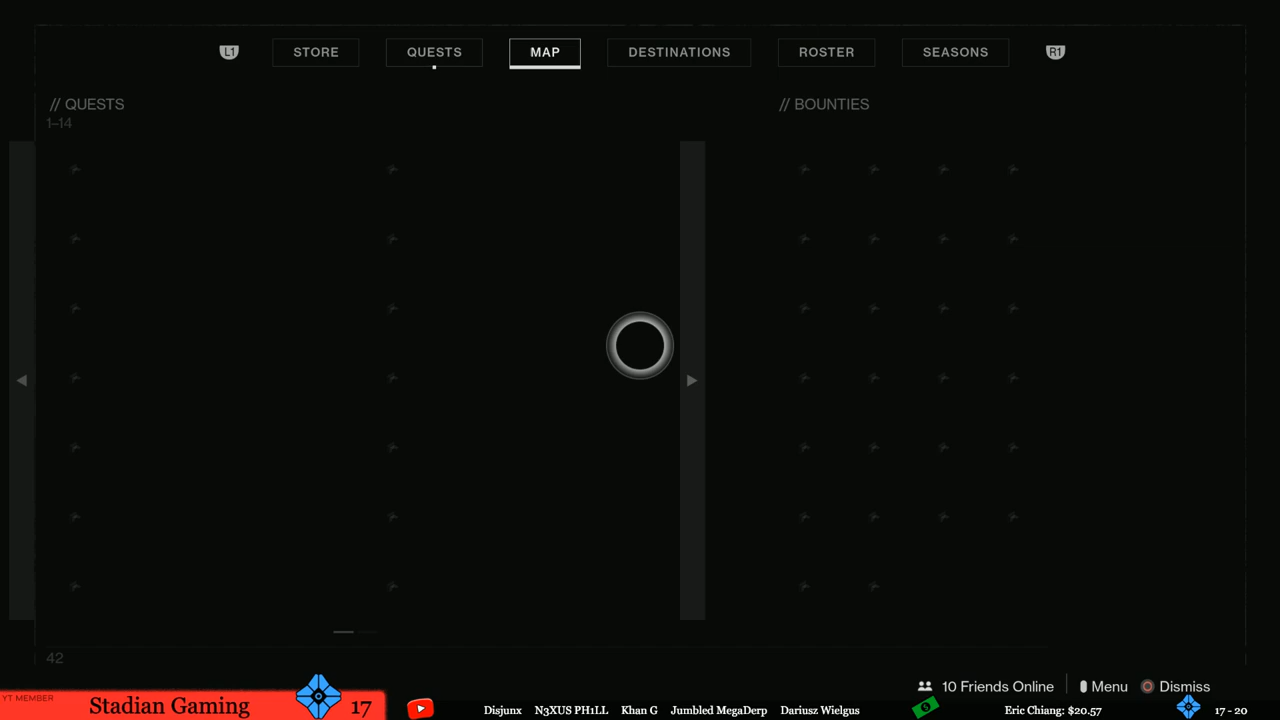 L1 STORE QUESTS MAP DESTINATIONS ROSTER SEASONS R1
// QUESTS
1–14
// BOUNTIES
42
10 Friends Online Menu Dismiss
YT MEMBER
Stadian Gaming 17
Disjunx N3XUS PH1LL Khan G Jumbled MegaDerp Dariusz Wielgus Eric Chiang: $20.57 17 - 20